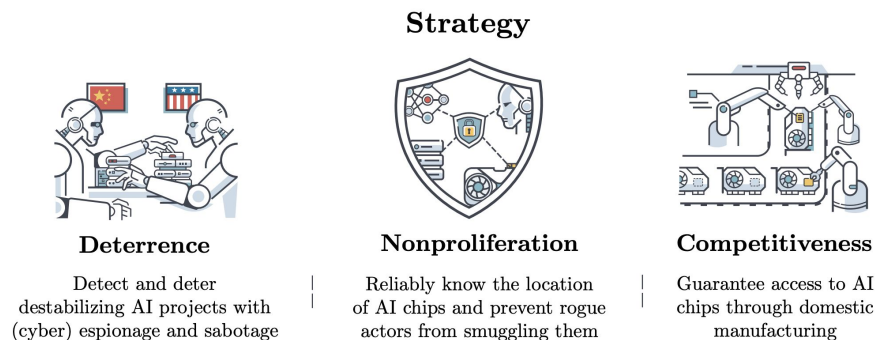 Strategy
Deterrence
Detect and deter
destabilizing AI projects with
(cyber) espionage and sabotage
Nonproliferation
Reliably know the location
of AI chips and prevent rogue
actors from smuggling them
Competitiveness
Guarantee access to AI
chips through domestic
manufacturing